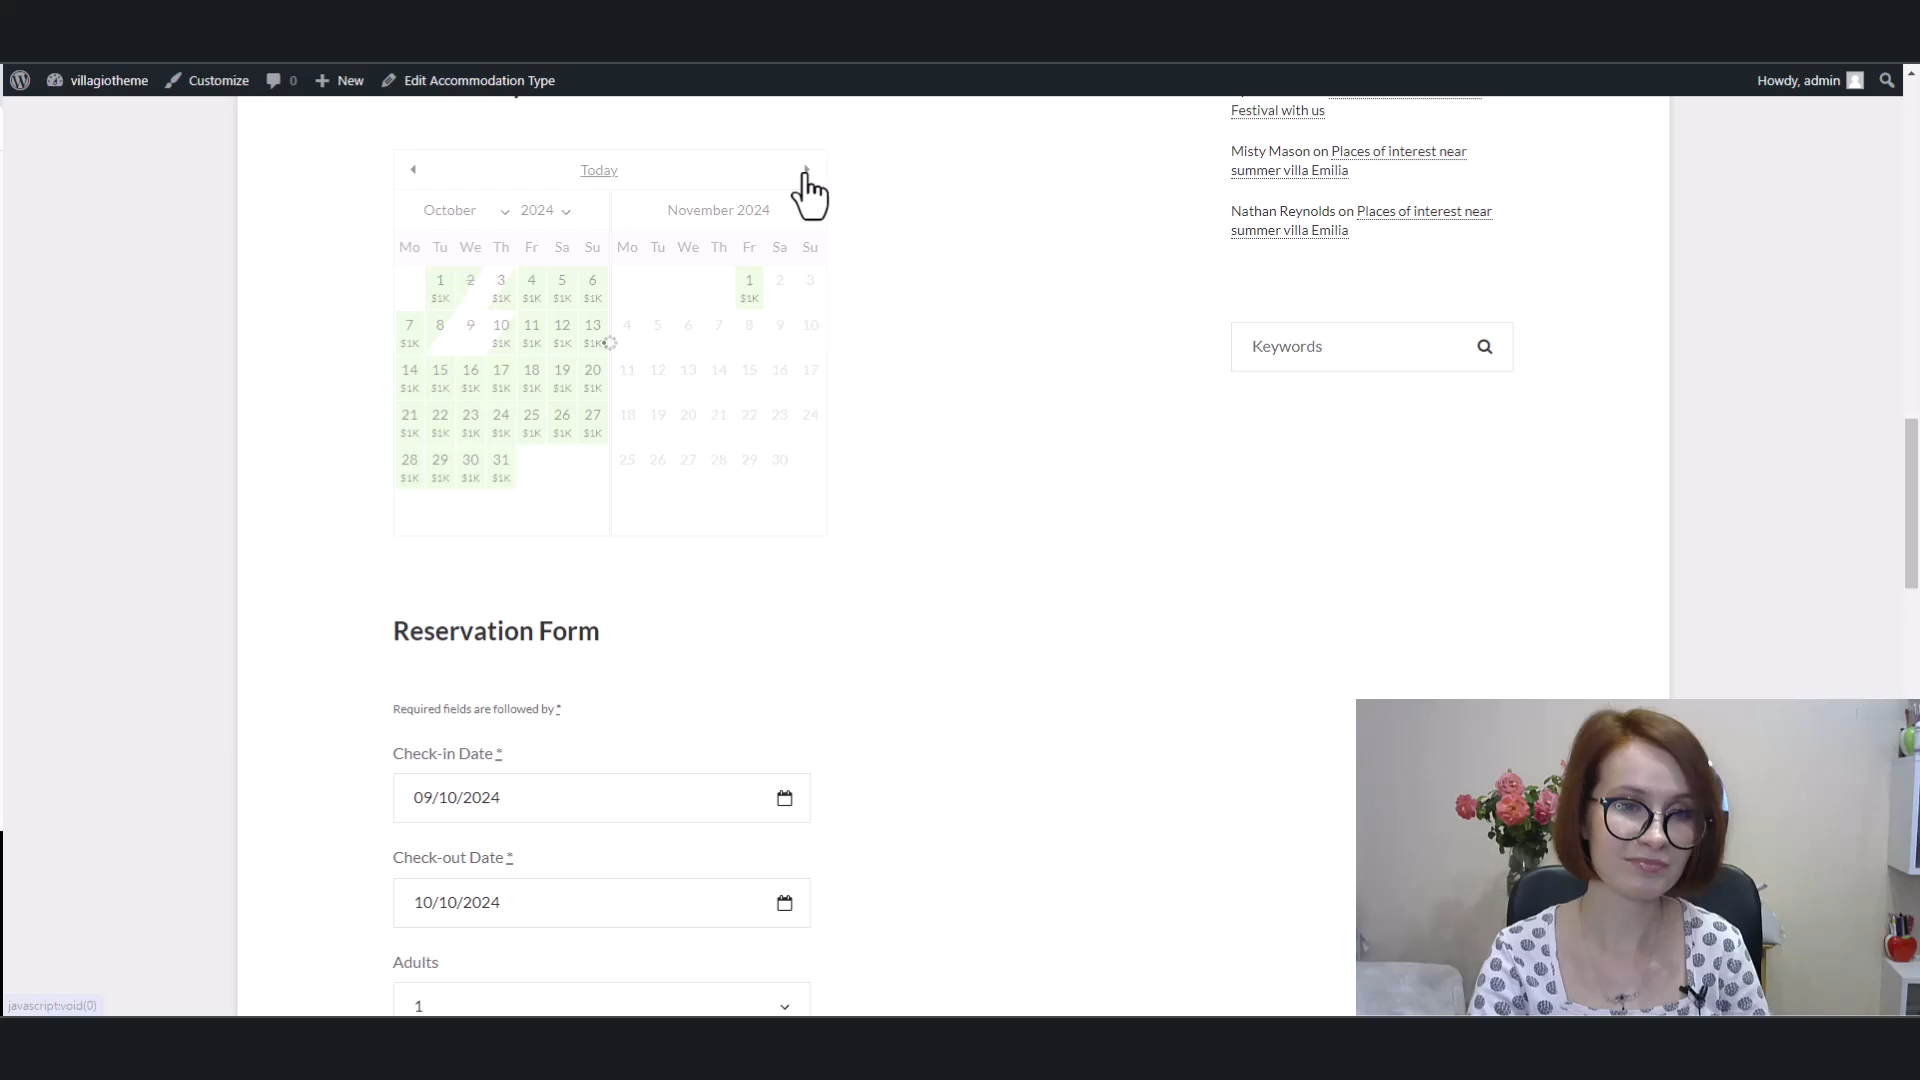 villagiotheme Customize 0 New Edit Accommodation Type Howdy, admin
Festival with us
Misty Mason on Places of interest near
summer villa Emilia
Nathan Reynolds on Places of interest near
summer villa Emilia
Keywords
Today
October 2024 November 2024
Mo Tu We Th Fr Sa Su Mo Tu We Th Fr Sa Su
1 2 3 4 5 6 1 2 3
$1K $1K $1K $1K $1K $1K
7 8 9 10 11 12 13 4 5 6 7 8 9 10
$1K $1K $1K $1K $1K
14 15 16 17 18 19 20 11 12 13 14 15 16 17
$1K $1K $1K $1K $1K $1K $1K
21 22 23 24 25 26 27 18 19 20 21 22 23 24
$1K $1K $1K $1K $1K $1K $1K
28 29 30 31 25 26 27 28 29 30
$1K $1K $1K $1K
Reservation Form
Required fields are followed by *
Check-in Date *
09/10/2024
Check-out Date *
10/10/2024
Adults
1
javascript:void(0)